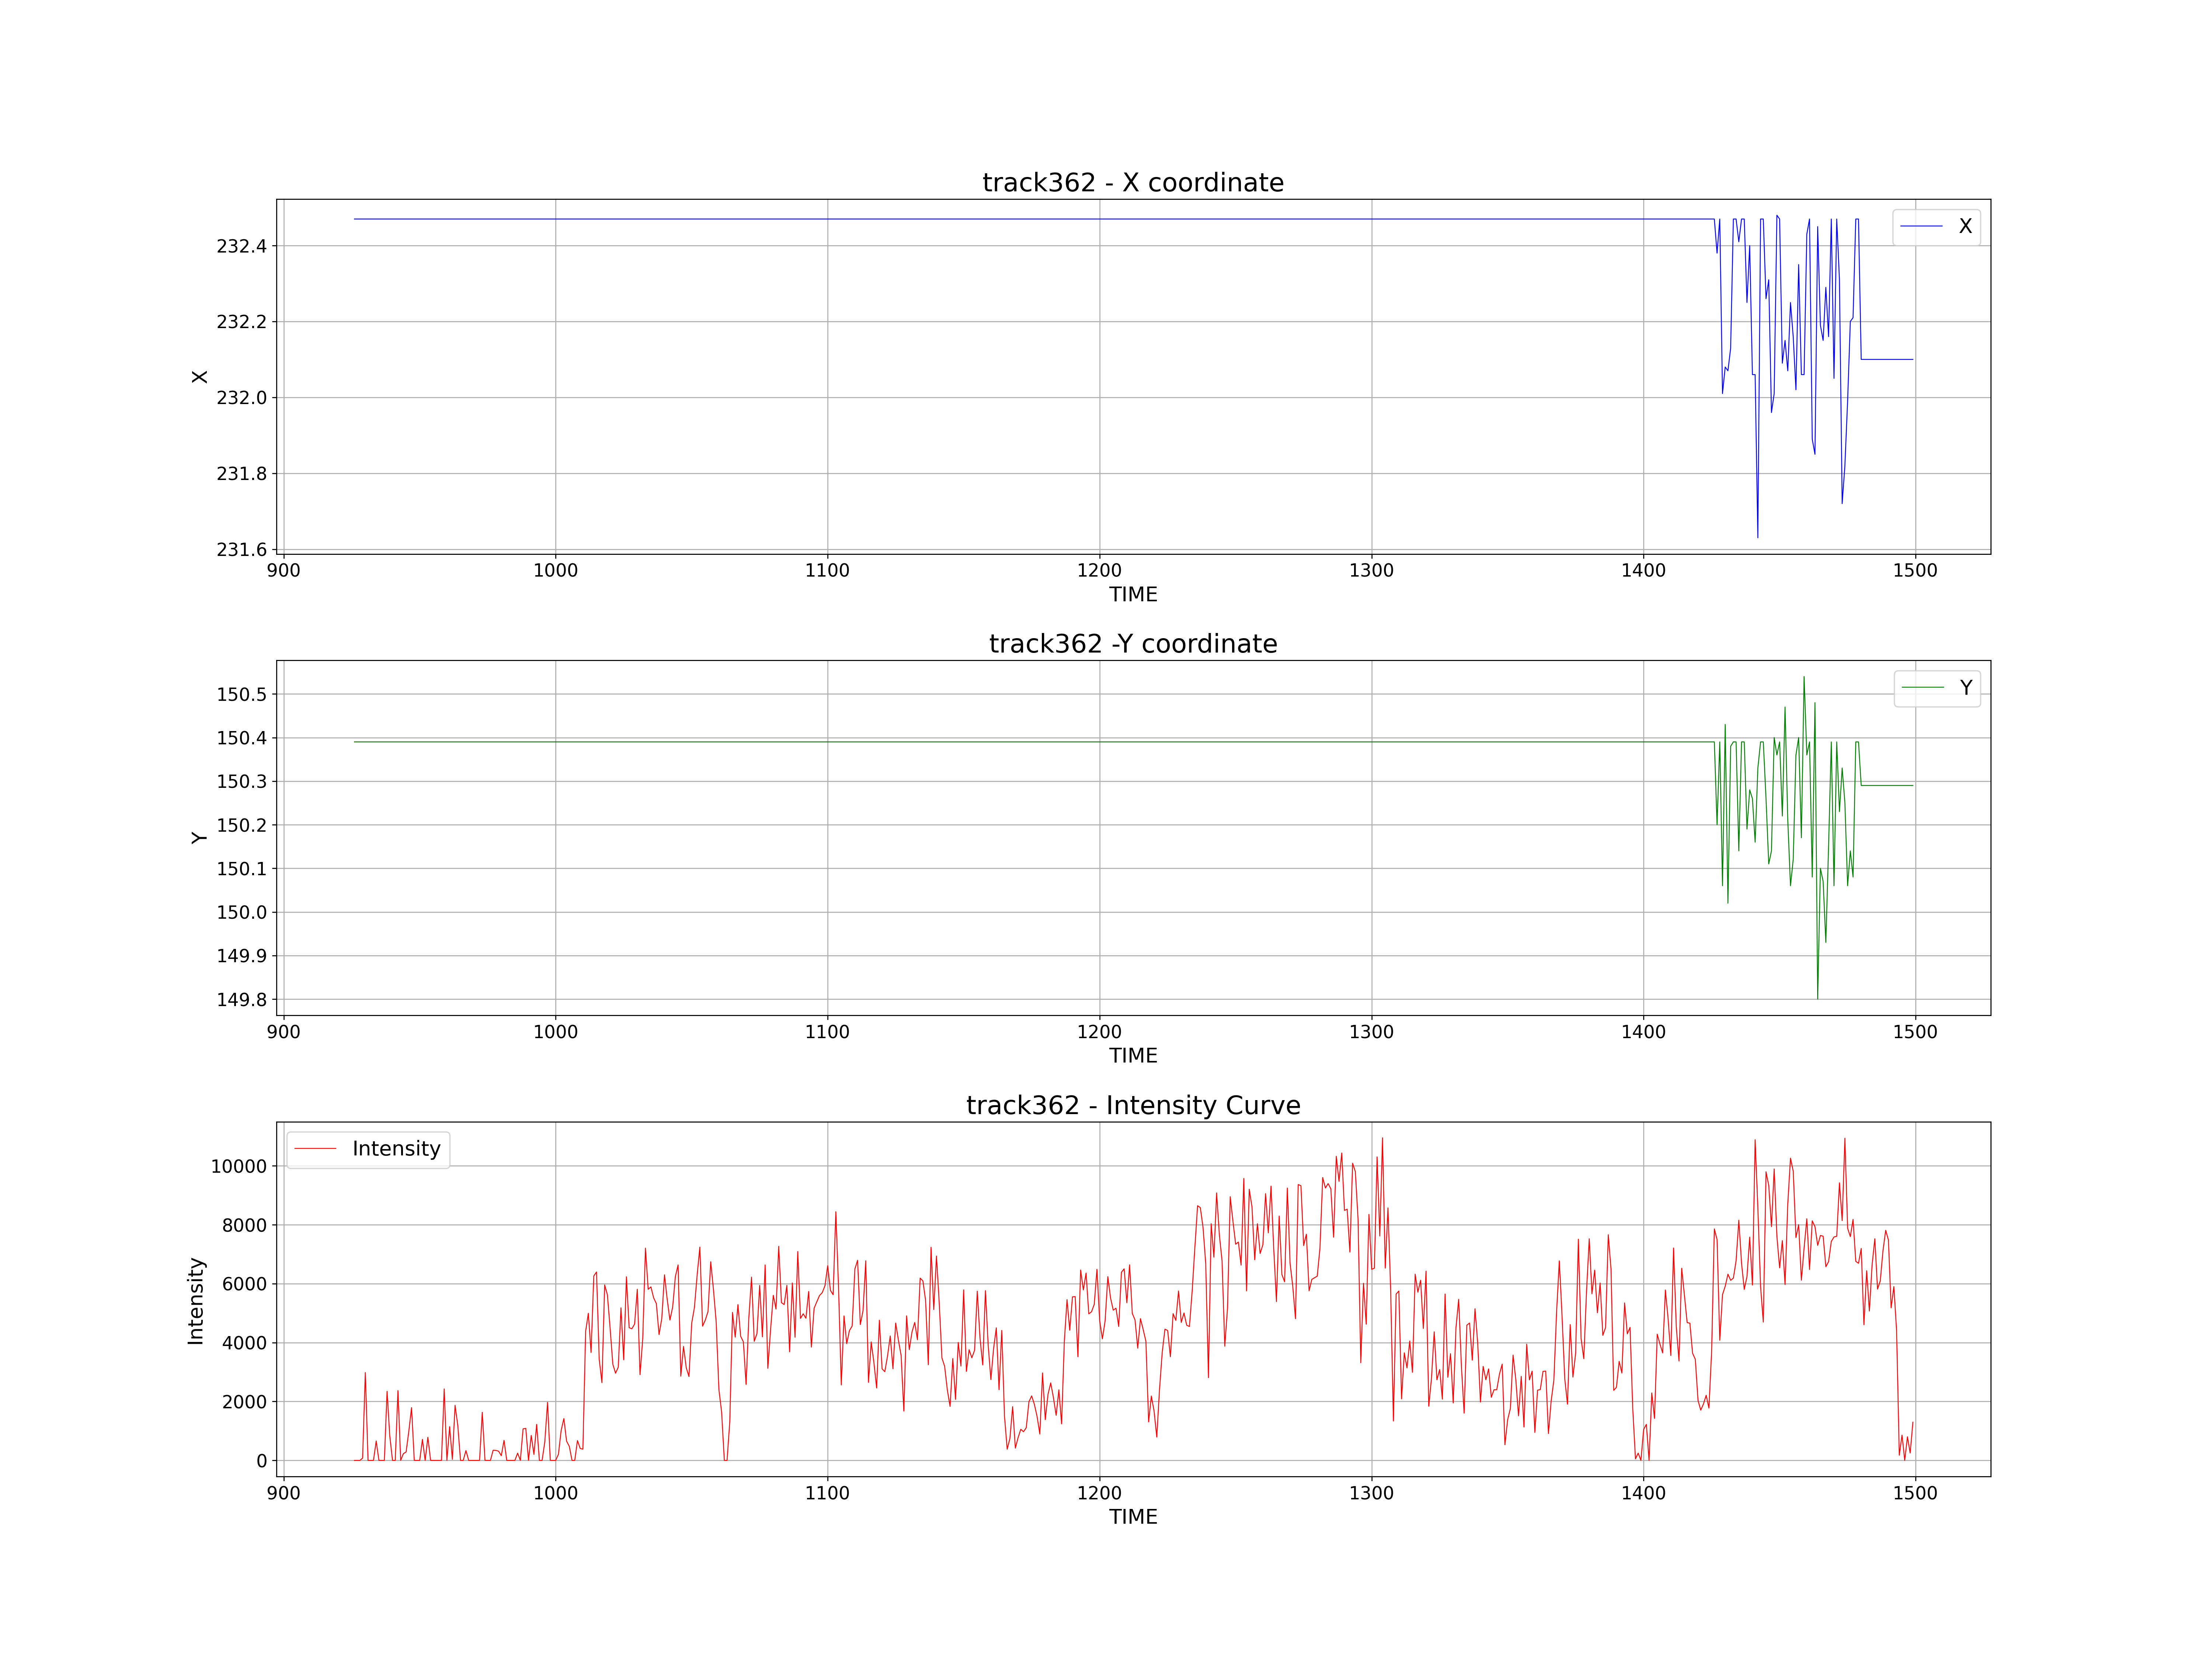 track362 - X coordinate
X
232.4
232.2
232.0
231.8
231.6
X
900 1000 1100 1200 1300 1400 1500
TIME
track362 -Y coordinate
Y
150.5
150.4
150.3
150.2
150.1
150.0
149.9
149.8
Y
900 1000 1100 1200 1300 1400 1500
TIME
track362 - Intensity Curve
Intensity
10000
8000
6000
4000
2000
0
Intensity
900 1000 1100 1200 1300 1400 1500
TIME